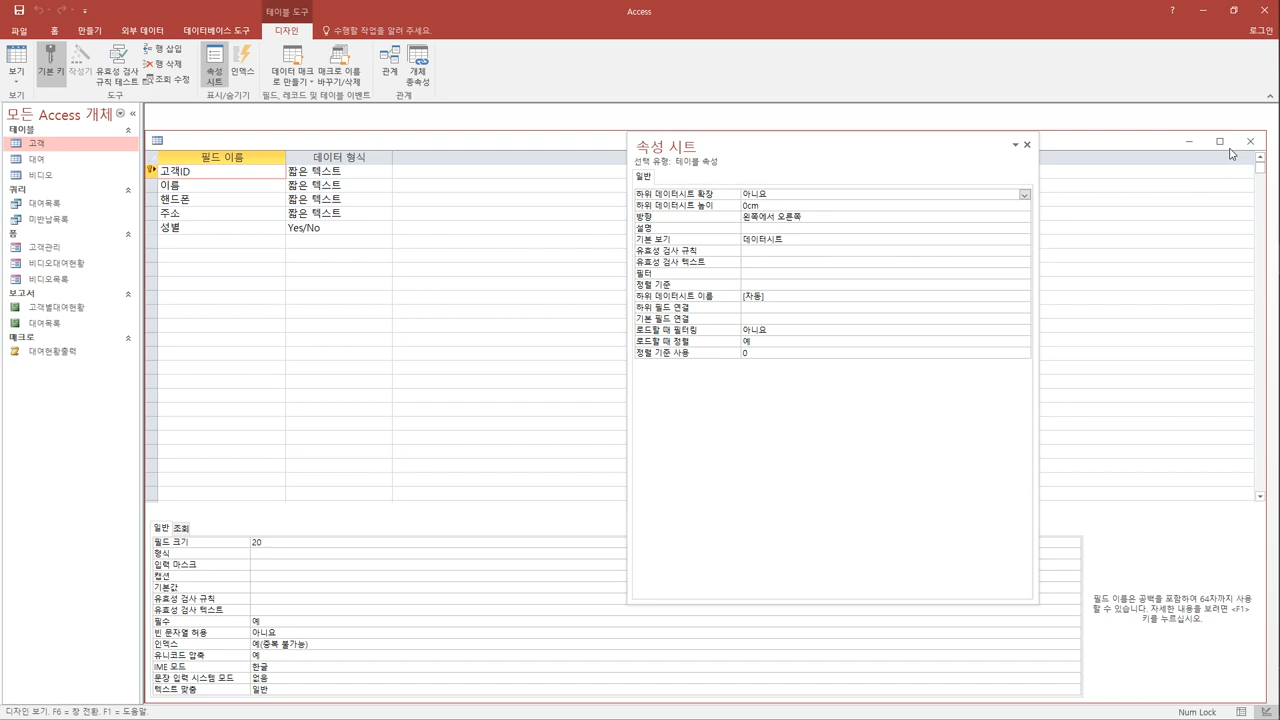 테이블 도구
Access
?
파일
홈
만들기
외부 데이터
데이터베이스 도구
디자인
수행할 작업을 알려 주세요.
로그인
보기
기본 키
작성기
유효성 검사 규칙 테스트
행 삽입
행 삭제
조회 수정
속성 시트
인덱스
데이터 매크로 만들기
매크로 이름 바꾸기/삭제
관계
개체 종속성
보기
도구
표시/숨기기
필드, 레코드 및 테이블 이벤트
관계
모든 Access 개체
테이블
고객
대여
비디오
쿼리
대여목록
미반납목록
폼
고객관리
비디오대여현황
비디오목록
보고서
고객별대여현황
대여목록
매크로
대여현황출력
필드 이름 데이터 형식
고객ID 짧은 텍스트
이름 짧은 텍스트
핸드폰 짧은 텍스트
주소 짧은 텍스트
성별 Yes/No
속성 시트
선택 유형: 테이블 속성
일반
하위 데이터시트 확장 아니요
하위 데이터시트 높이 0cm
방향 왼쪽에서 오른쪽
설명
기본 보기 데이터시트
유효성 검사 규칙
유효성 검사 텍스트
필터
정렬 기준
하위 데이터시트 이름 [자동]
하위 필드 연결
기본 필드 연결
로드할 때 필터링 아니요
로드할 때 정렬 예
정렬 기준 사용 0
일반 조회
필드 크기 20
형식
입력 마스크
캡션
기본값
유효성 검사 규칙
유효성 검사 텍스트
필수 예
빈 문자열 허용 아니요
인덱스 예(중복 불가능)
유니코드 압축 예
IME 모드 한글
문장 입력 시스템 모드 없음
텍스트 맞춤 일반
필드 이름은 공백을 포함하여 64자까지 사용
할 수 있습니다. 자세한 내용을 보려면 <F1>
키를 누르십시오.
디자인 보기. F6 = 창 전환. F1 = 도움말.
Num Lock